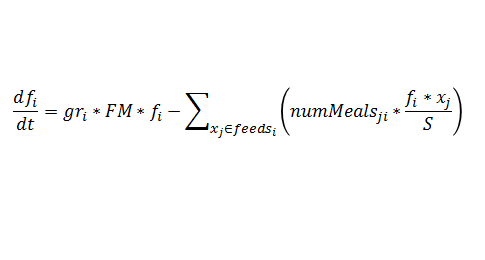 df_i/dt = gr_i * FM * f_i − ∑_{x_j∈feeds_i} (numMeals_{ji} * (f_i * x_j)/S)